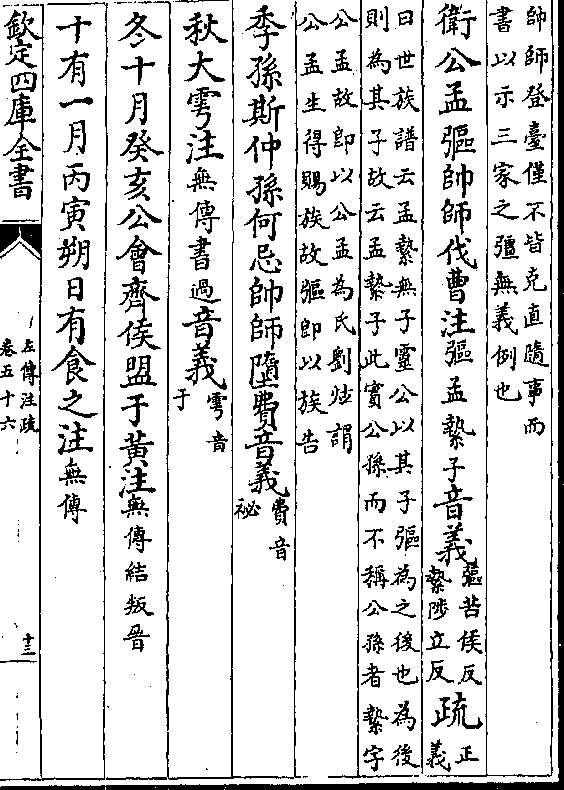 帥師登臺僅不皆克直隨事而
書以示三家之彊無義例也
衛公孟彄帥師伐曹注彄孟縶子音義彄苦侯反縶陟立反疏正義
曰世族譜云孟縶無子靈公以其子彄為之後也為後
則為其子故云孟縶子此實公孫而不稱公孫者縶字
公孟故即以公孟為氏劉炫謂
公孟生得賜族故彄即以族告
季孫斯仲孫何忌帥師墮費音義費音祕
秋大雩注無傳書過音義雩音于
冬十月癸亥公會齊侯盟于黃注無傳結叛晉
十有一月丙寅朔日有食之注無傳
欽定四庫全書
左傳注疏
卷五十六
十三